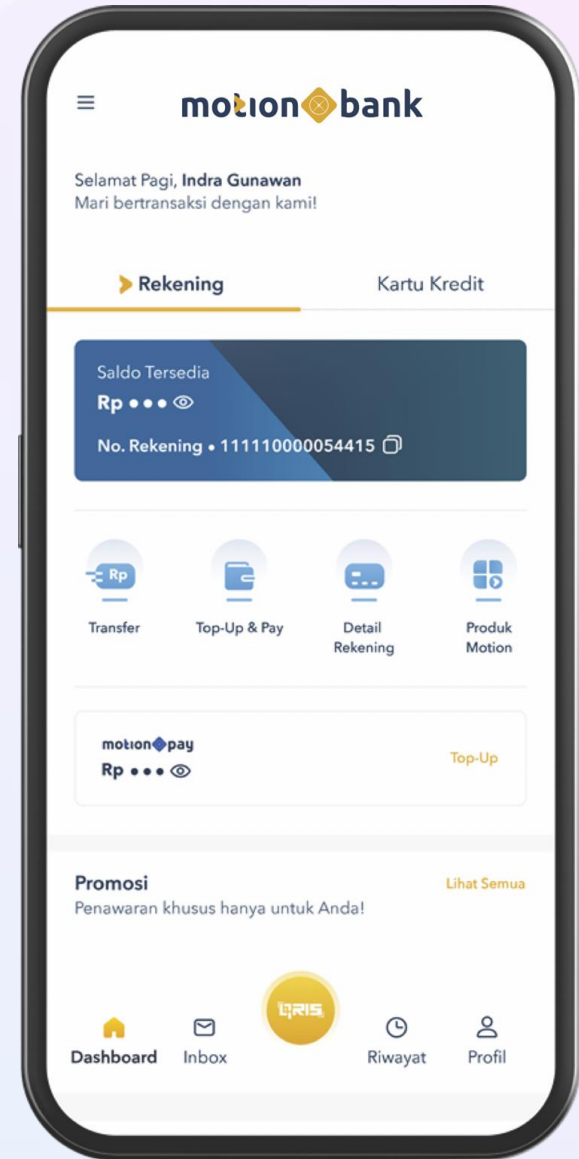 motion bank
Selamat Pagi, Indra Gunawan
Mari bertransaksi dengan kami!
Rekening
Kartu Kredit
Saldo Tersedia
Rp •••
No. Rekening • 111110000054415
Rp
Transfer
Top-Up & Pay
Detail
Rekening
Produk
Motion
motion pay
Rp •••
Top-Up
Promosi
Lihat Semua
Penawaran khusus hanya untuk Anda!
QRIS
Dashboard
Inbox
Riwayat
Profil